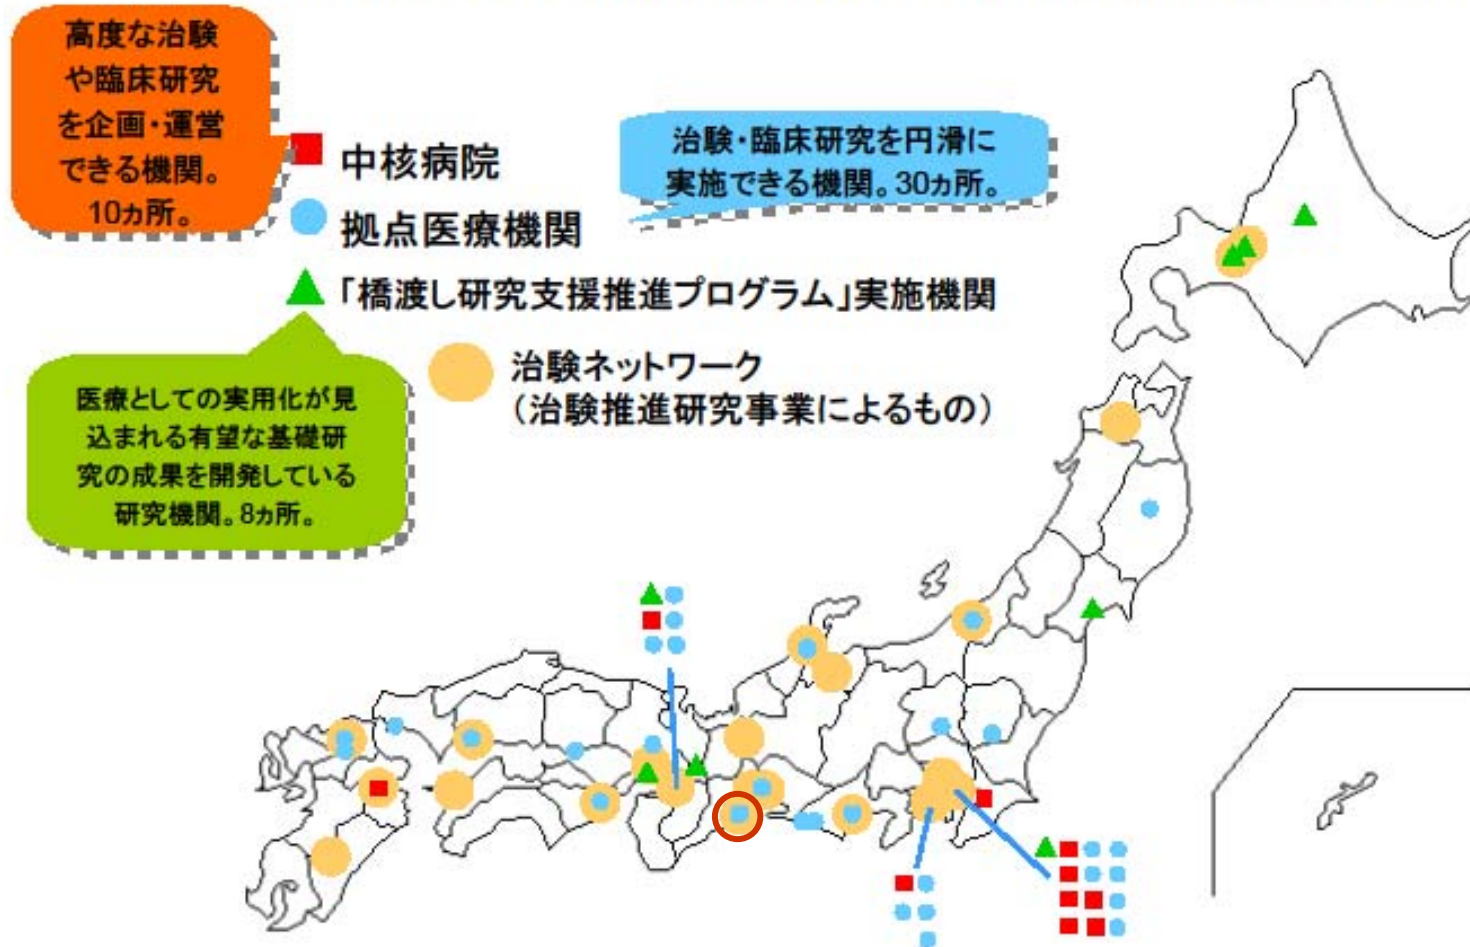 高度な治験
や臨床研究
を企画・運営
できる機関。
10ヵ所。
中核病院
拠点医療機関
「橋渡し研究支援推進プログラム」実施機関
治験・臨床研究を円滑に
実施できる機関。30ヵ所。
医療としての実用化が見
込まれる有望な基礎研
究の成果を開発している
研究機関。8ヵ所。
治験ネットワーク
（治験推進研究事業によるもの）